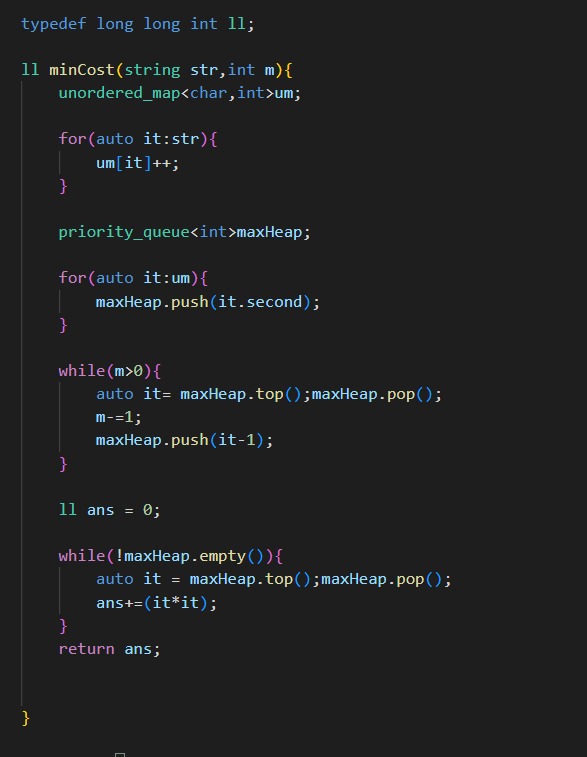 typedef long long int ll;
ll minCost(string str,int m){
unordered_map<char,int>um;
for(auto it:str){
um[it]++;
}
priority_queue<int>maxHeap;
for(auto it:um){
maxHeap.push(it.second);
}
while(m>0){
auto it= maxHeap.top();maxHeap.pop();
m-=1;
maxHeap.push(it-1);
}
ll ans = 0;
while(!maxHeap.empty()){
auto it = maxHeap.top();maxHeap.pop();
ans+=(it*it);
}
return ans;
}